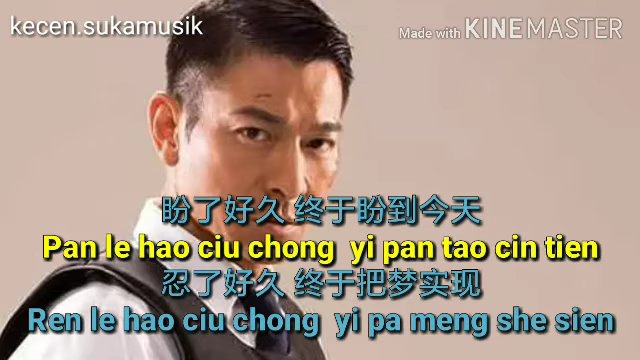 kecen.sukamusik
Made with KINEMASTER
盼了好久 终于盼到今天
Pan le hao ciu chong yi pan tao cin tien
忍了好久 终于把梦实现
Ren le hao ciu chong yi pa meng she sien